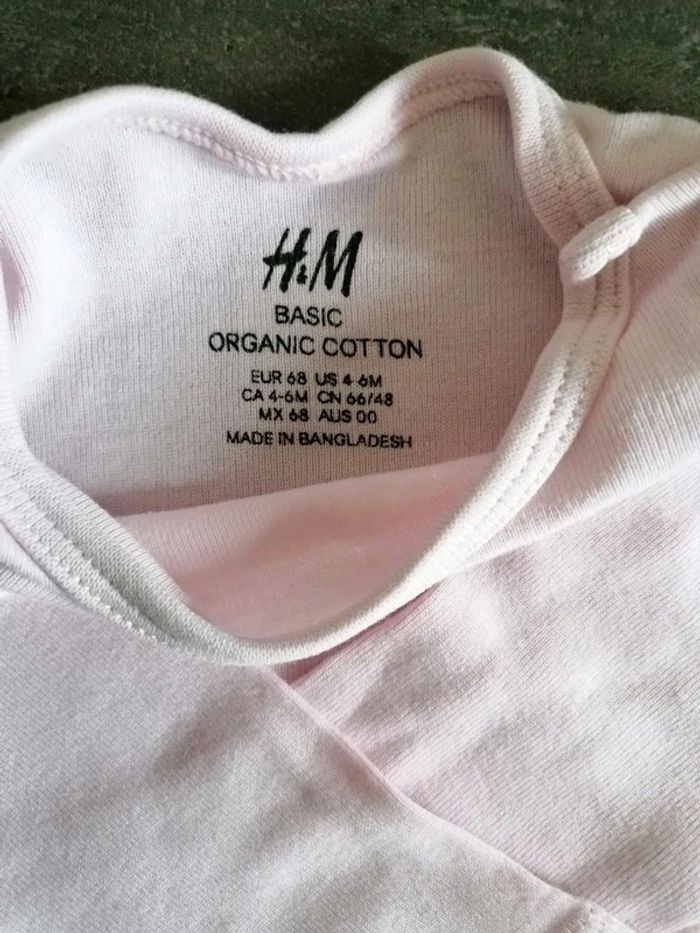 H&M
BASIC
ORGANIC COTTON
EUR 68 US 4-6M
CA 4-6M CN 66/48
MX 68 AUS 00
MADE IN BANGLADESH